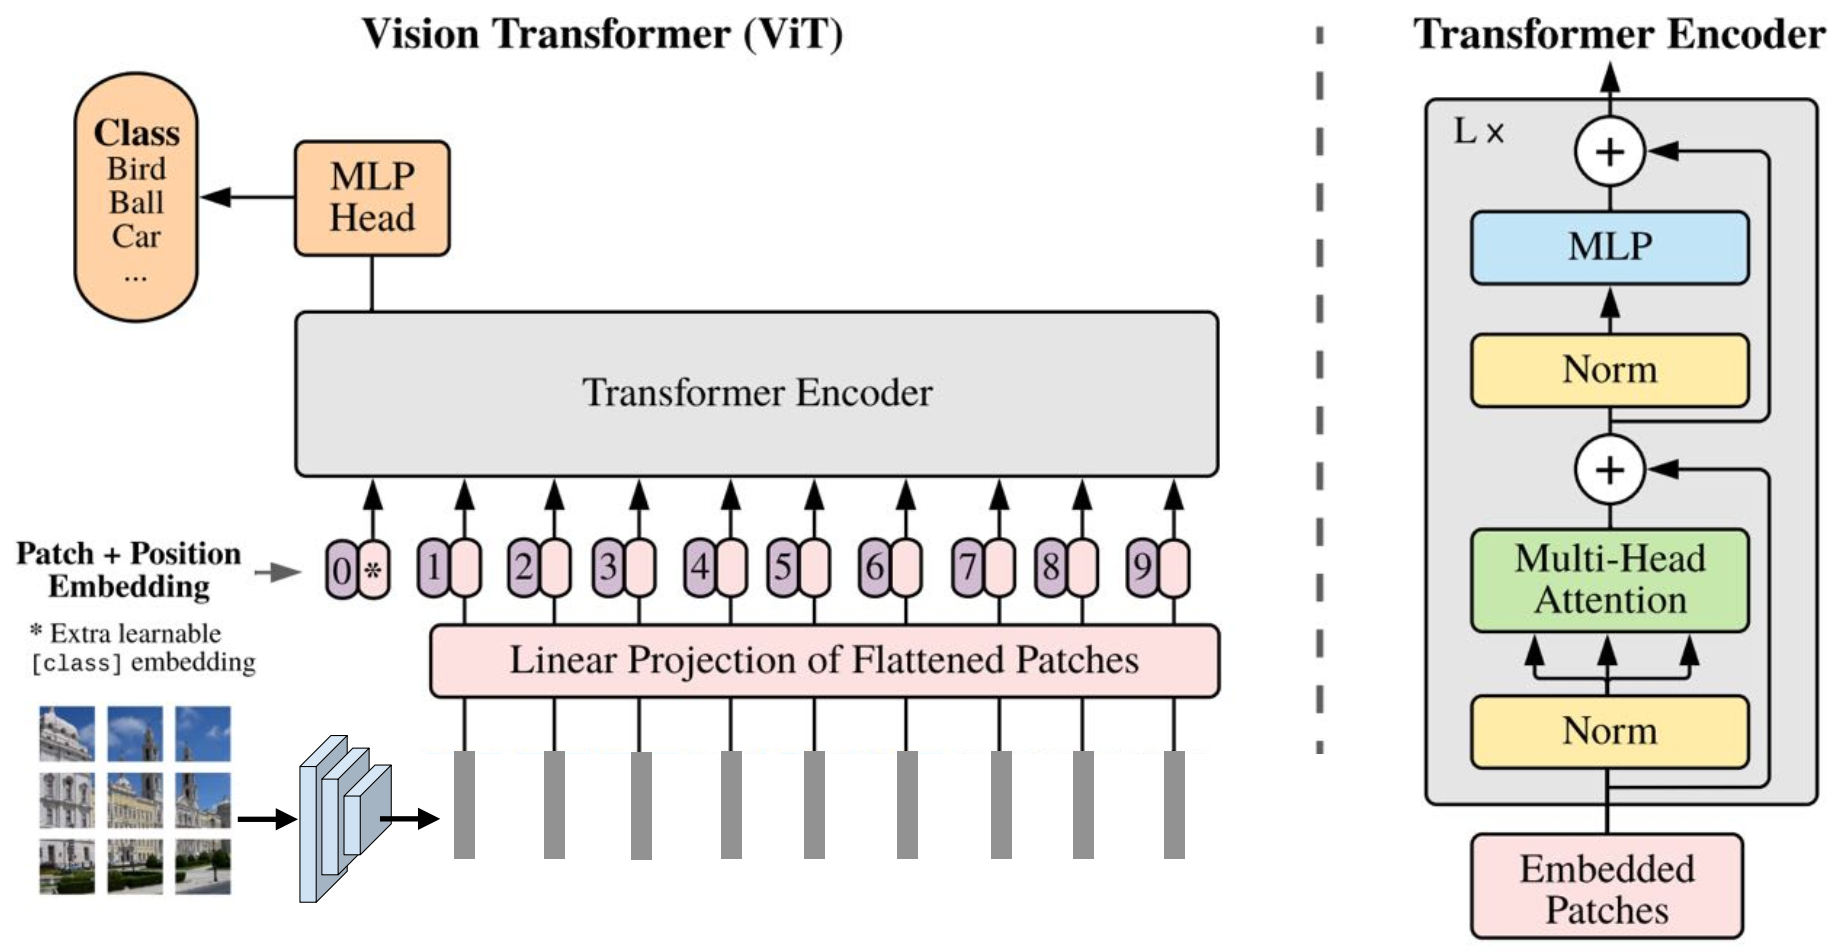 Vision Transformer (ViT)
Class
Bird
Ball
Car
...
MLP
Head
Transformer Encoder
Patch + Position
Embedding
* Extra learnable
[class] embedding
0 * 1 2 3 4 5 6 7 8 9
Linear Projection of Flattened Patches
Transformer Encoder
L ×
+
MLP
Norm
+
Multi-Head
Attention
Norm
Embedded
Patches